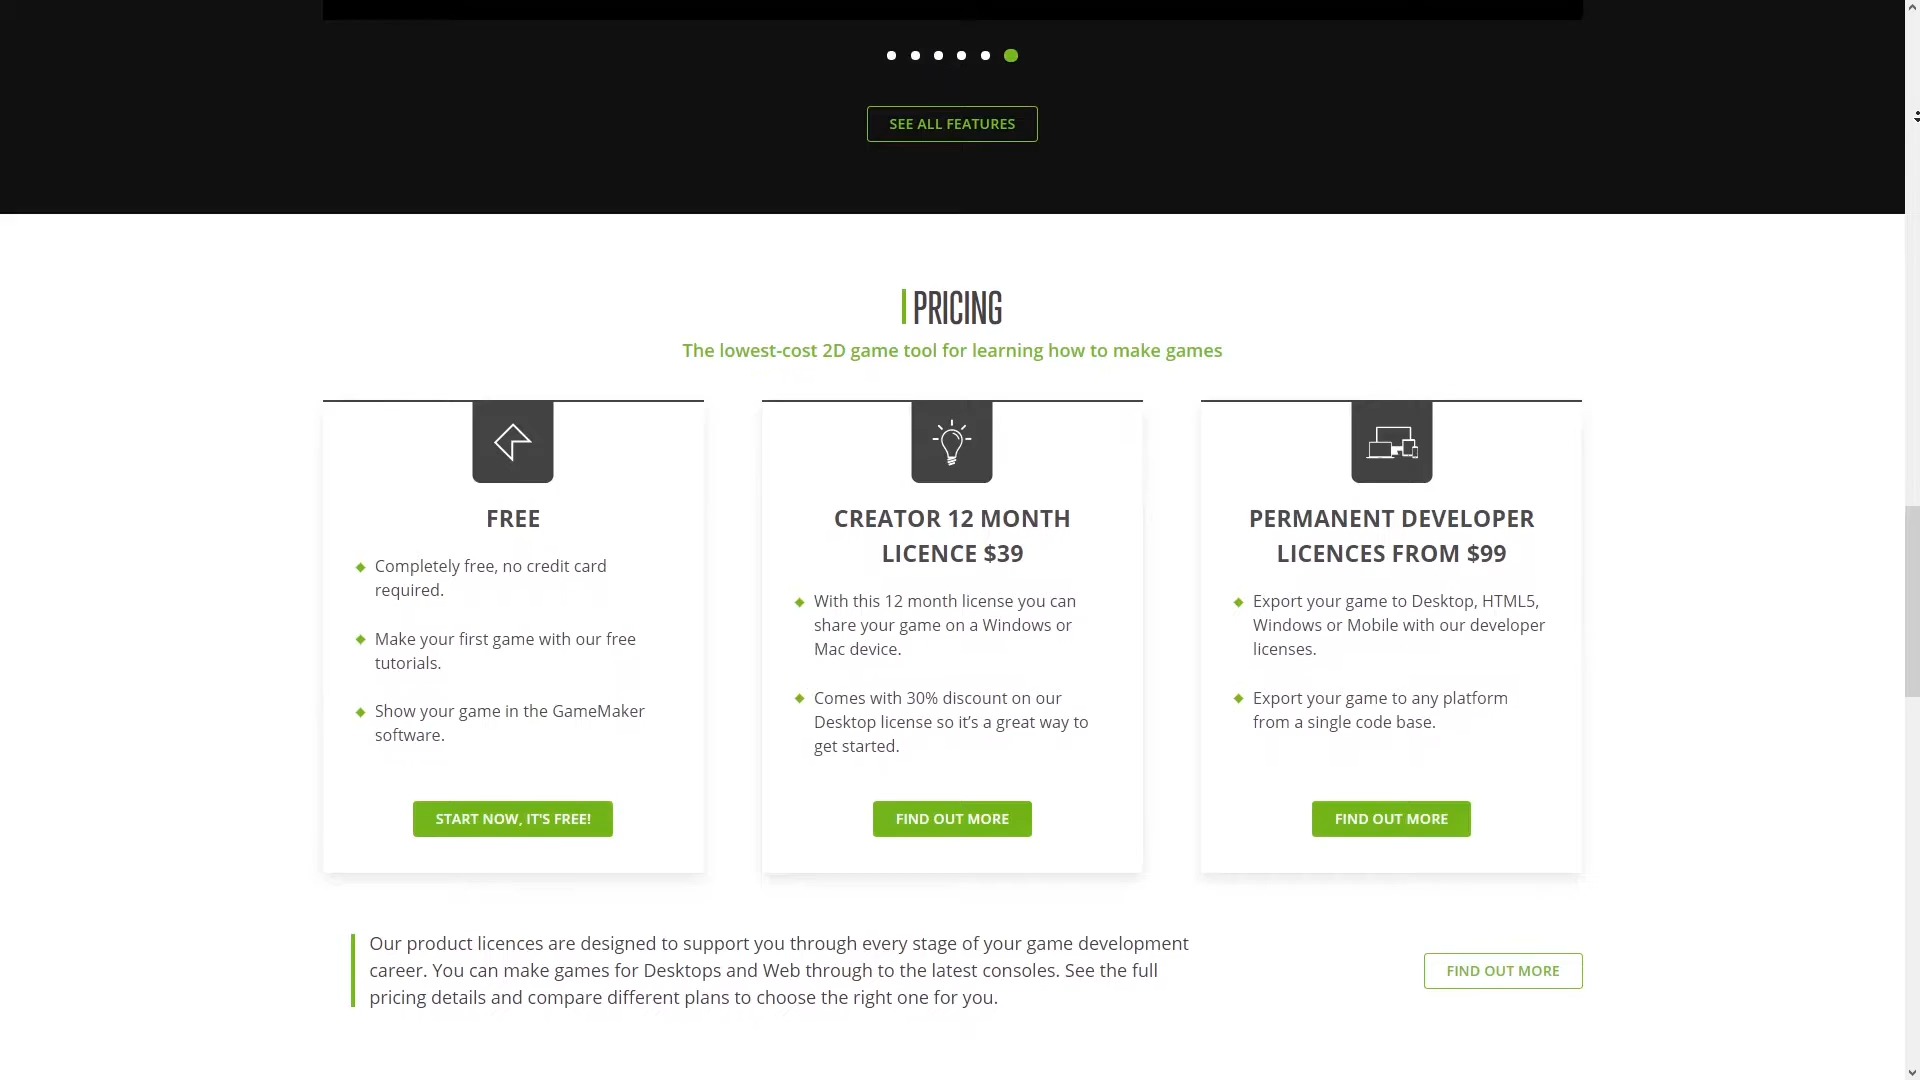 SEE ALL FEATURES
PRICING
The lowest-cost 2D game tool for learning how to make games
FREE
Completely free, no credit card
required.
Make your first game with our free
tutorials.
Show your game in the GameMaker
software.
START NOW, IT'S FREE!
CREATOR 12 MONTH
LICENCE $39
With this 12 month license you can
share your game on a Windows or
Mac device.
Comes with 30% discount on our
Desktop license so it’s a great way to
get started.
FIND OUT MORE
PERMANENT DEVELOPER
LICENCES FROM $99
Export your game to Desktop, HTML5,
Windows or Mobile with our developer
licenses.
Export your game to any platform
from a single code base.
FIND OUT MORE
Our product licences are designed to support you through every stage of your game development
career. You can make games for Desktops and Web through to the latest consoles. See the full
pricing details and compare different plans to choose the right one for you.
FIND OUT MORE